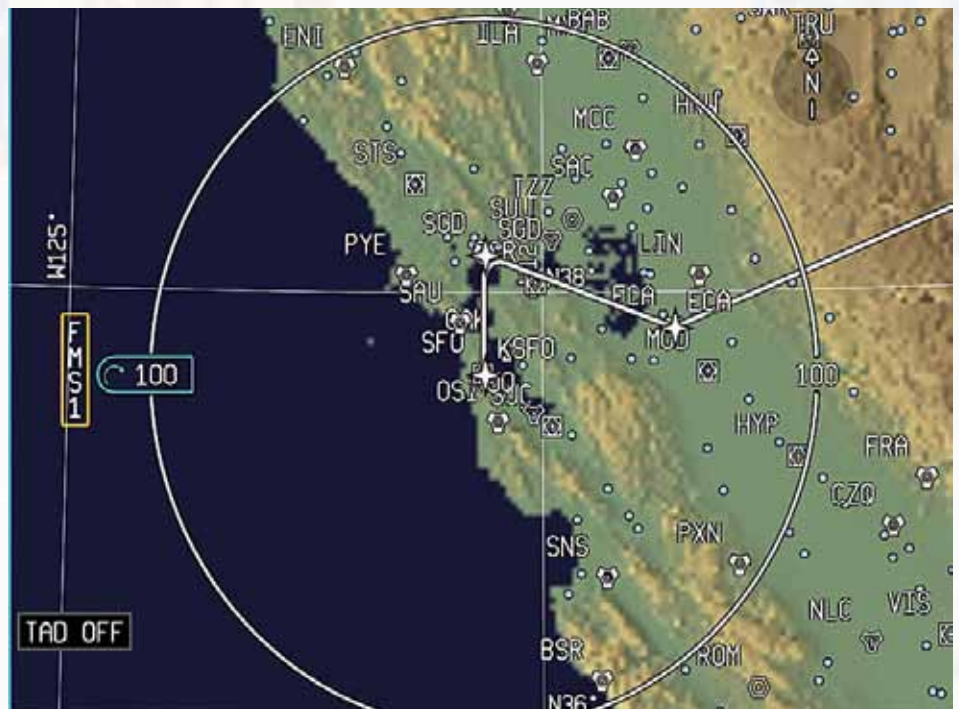 TRU
ENI
ILA
BAB
N
MCC
STS
SAC
TZZ
SUU
SGD
SGD
PYE
LIN
W125°
N38°
SAU
ECA
ECA
MOD
SFO
KSFO
FMS1
100
100
OSI
SJC
HYP
FRA
CZQ
SNS
PXN
NLC
VIS
TAD OFF
BSR
ROM
N36°